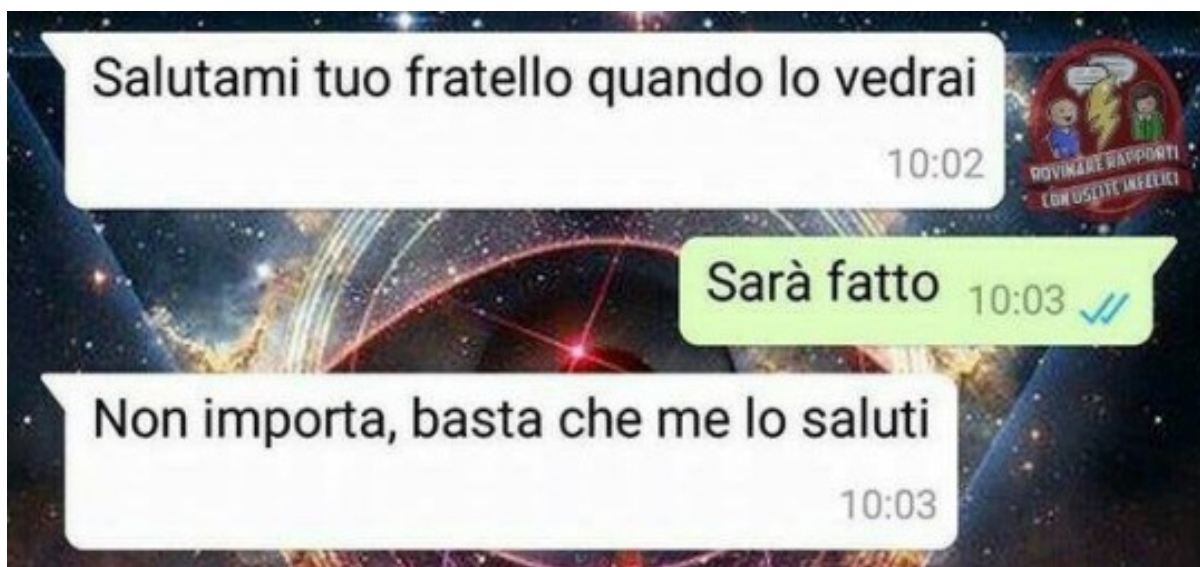 Salutami tuo fratello quando lo vedrai
10:02
ROVINARE RAPPORTI
CON USCITE INFELICI
Sarà fatto 10:03
Non importa, basta che me lo saluti
10:03